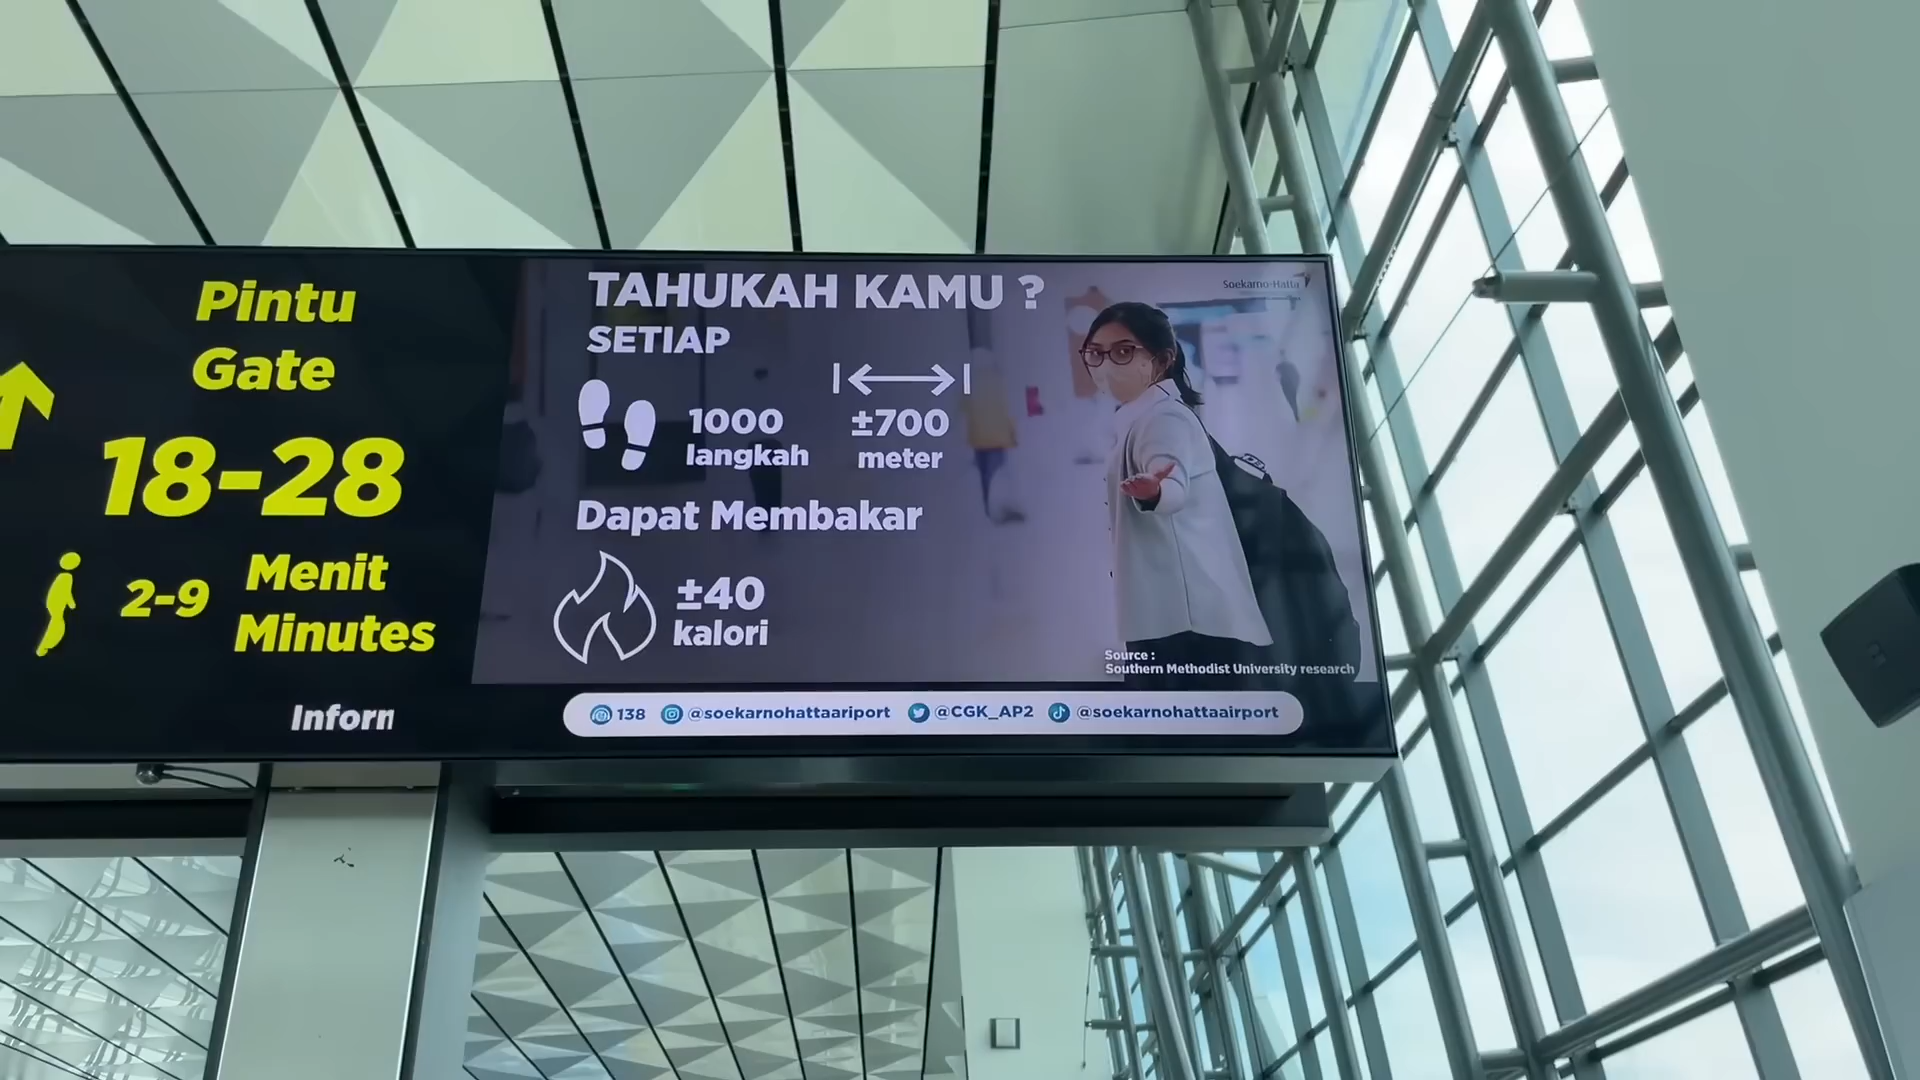 Pintu
Gate
18-28
2-9
Menit
Minutes
Inforn
TAHUKAH KAMU ?
SETIAP
1000
langkah
±700
meter
Dapat Membakar
±40
kalori
Soekarno-Hatta
Source :
Southern Methodist University research
138 @soekarnohattaariport @CGK_AP2 @soekarnohattaairport